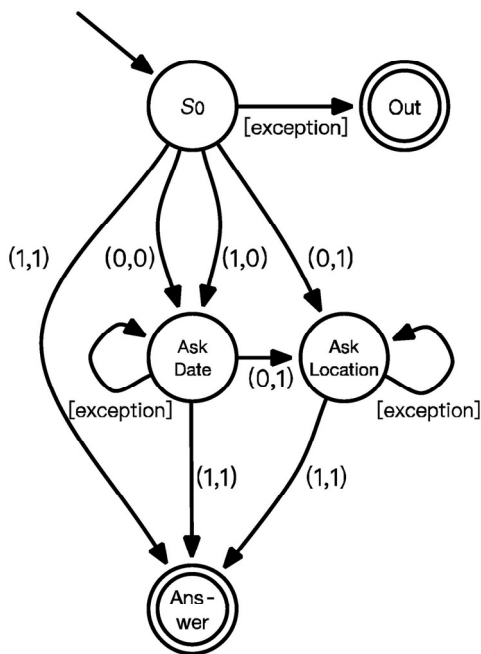 S0
Out
[exception]
(1,1)
(0,0)
(1,0)
(0,1)
Ask
Date
Ask
Location
(0,1)
[exception]
[exception]
(1,1)
(1,1)
Ans-
wer